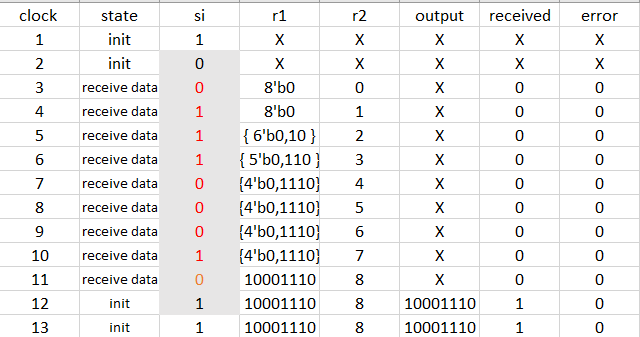 clock state si r1 r2 output received error
1 init 1 X X X X X
2 init 0 X X X 0 0
3 receive data 0 8'b0 0 X 0 0
4 receive data 1 8'b0 1 X 0 0
5 receive data 1 { 6'b0,10 } 2 X 0 0
6 receive data 1 { 5'b0,110 } 3 X 0 0
7 receive data 0 {4'b0,1110} 4 X 0 0
8 receive data 0 {4'b0,1110} 5 X 0 0
9 receive data 0 {4'b0,1110} 6 X 0 0
10 receive data 1 {4'b0,1110} 7 X 0 0
11 receive data 0 10001110 8 X 0 0
12 init 1 10001110 8 10001110 1 0
13 init 1 10001110 8 10001110 1 0